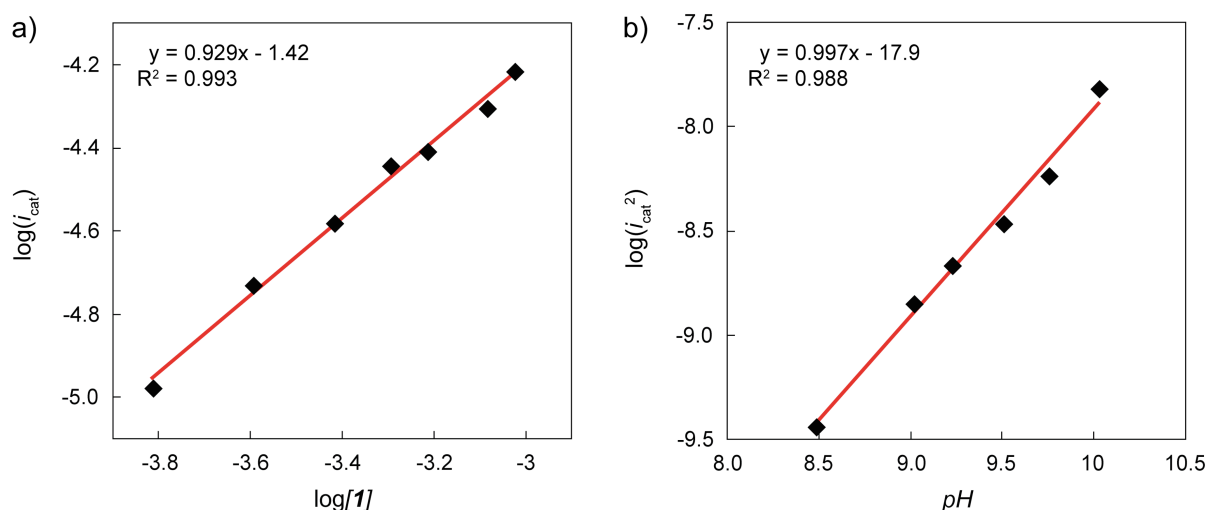 a)
y = 0.929x - 1.42
R² = 0.993
-4.2
-4.4
-4.6
-4.8
-5.0
log(i_cat)
-3.8
-3.6
-3.4
-3.2
-3
log[1]
b)
y = 0.997x - 17.9
R² = 0.988
-7.5
-8.0
-8.5
-9.0
-9.5
log(i_cat²)
8.0
8.5
9.0
9.5
10
10.5
pH